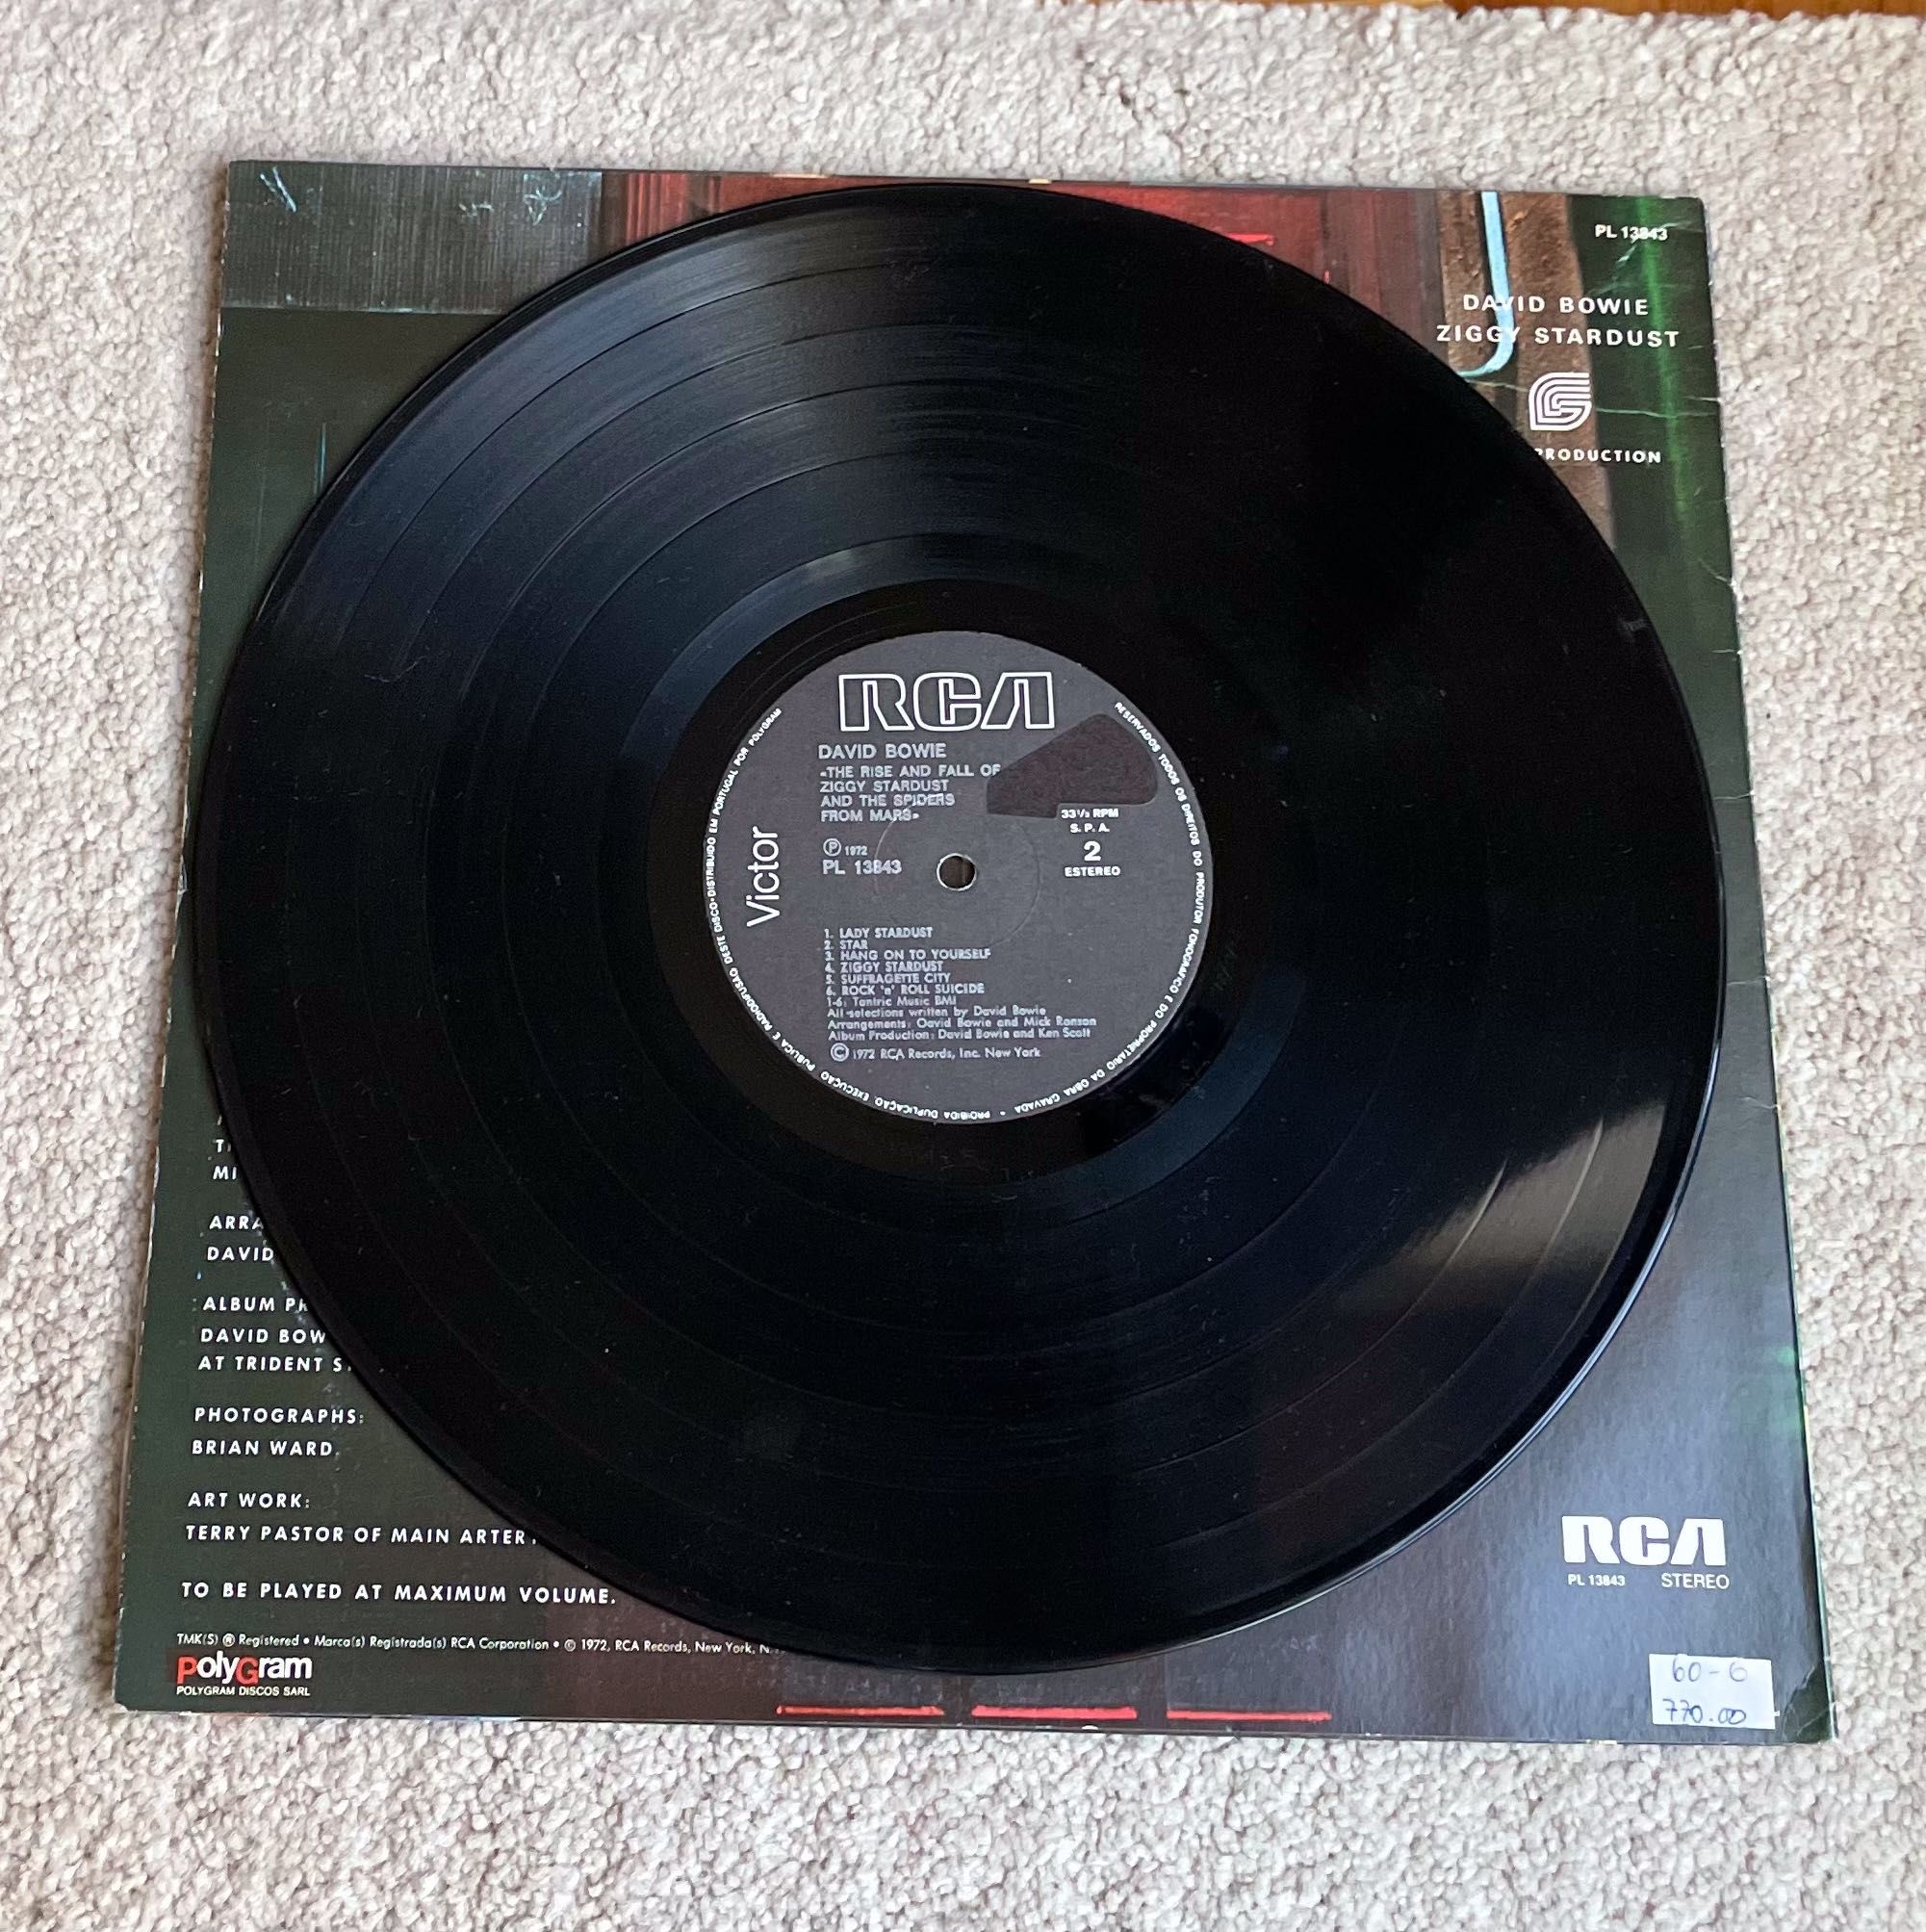 PL 13843
DAVID BOWIE
ZIGGY STARDUST
PRODUCTION
RCA
DAVID BOWIE
«THE RISE AND FALL OF
ZIGGY STARDUST
AND THE SPIDERS
FROM MARS»
Ⓟ 1972
PL 13843
33⅓ RPM
S. P. A.
2
ESTEREO
Victor
1. LADY STARDUST
2. STAR
3. HANG ON TO YOURSELF
4. ZIGGY STARDUST
5. SUFFRAGETTE CITY
6. ROCK 'n' ROLL SUICIDE
1-6: Tantric Music BMI
All selections written by David Bowie
Arrangements: David Bowie and Mick Ronson
Album Production: David Bowie and Ken Scott
© 1972 RCA Records, Inc. New York
RESERVADOS TODOS OS DIREITOS DO PRODUTOR FONOGRAFICO E DO PROPRIETARIO DA OBRA GRAVADA • PROIBIDA DUPLICAÇÃO, EXECUÇÃO PUBLICA E RADIODIFUSÃO DESTE DISCO • DISTRIBUIDO EM PORTUGAL POR POLYGRAM
MI
ARRA
DAVID
ALBUM PR
DAVID BOW
AT TRIDENT S
PHOTOGRAPHS:
BRIAN WARD
ART WORK:
TERRY PASTOR OF MAIN ARTERY
TO BE PLAYED AT MAXIMUM VOLUME.
TMK(S) ® Registered • Marca(s) Registrada(s) RCA Corporation • © 1972, RCA Records, New York, N.
PolyGram
POLYGRAM DISCOS SARL
RCA
PL 13843 STEREO
60-6
770.00